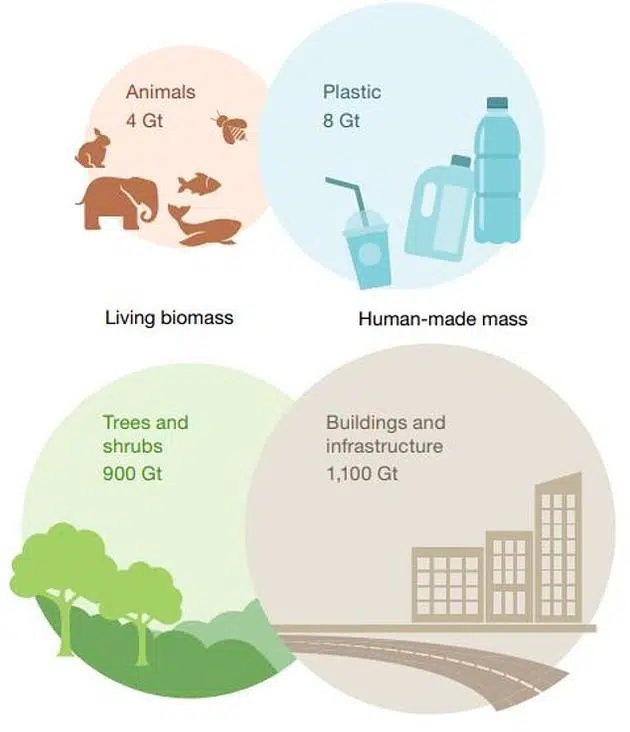 Animals
4 Gt
Plastic
8 Gt
Living biomass
Human-made mass
Trees and
shrubs
900 Gt
Buildings and
infrastructure
1,100 Gt